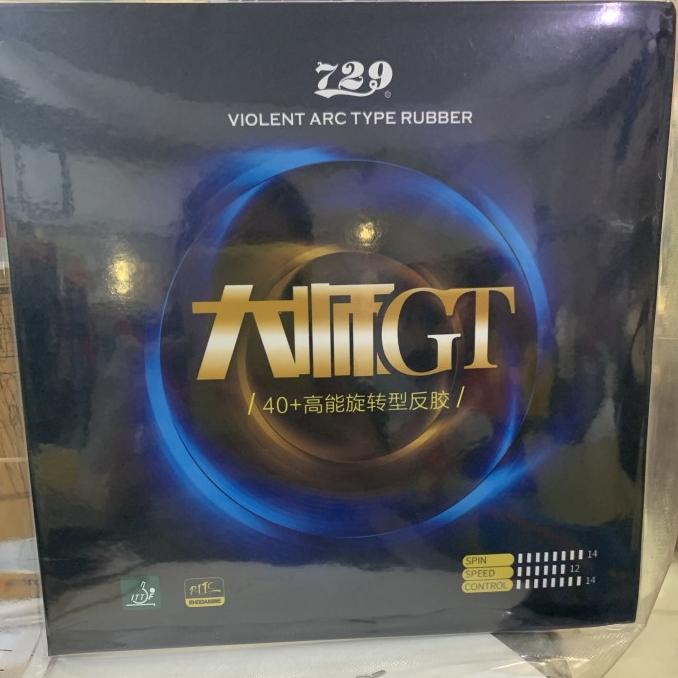 729
VIOLENT ARC TYPE RUBBER
大师GT
/ 40+高能旋转型反胶 /
SPIN 14
SPEED 12
CONTROL 14
ITTF